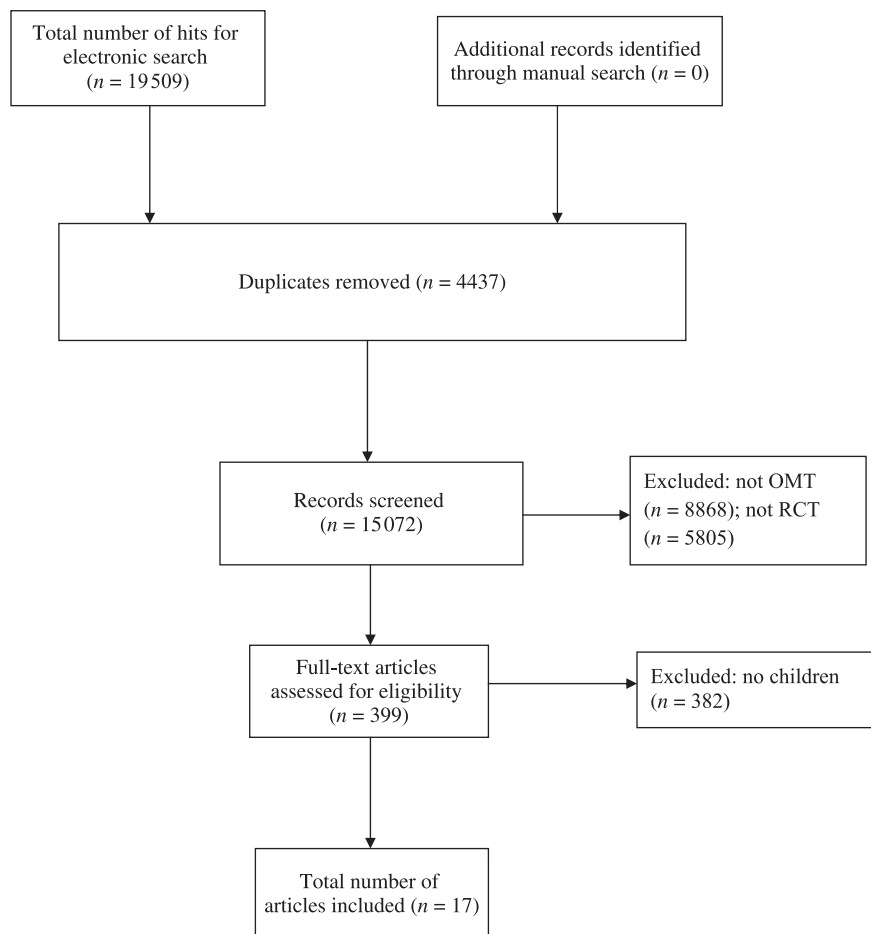 Total number of hits for
electronic search
(n = 19509)
Additional records identified
through manual search (n = 0)
Duplicates removed (n = 4437)
Records screened
(n = 15072)
Excluded: not OMT
(n = 8868); not RCT
(n = 5805)
Full-text articles
assessed for eligibility
(n = 399)
Excluded: no children
(n = 382)
Total number of
articles included (n = 17)